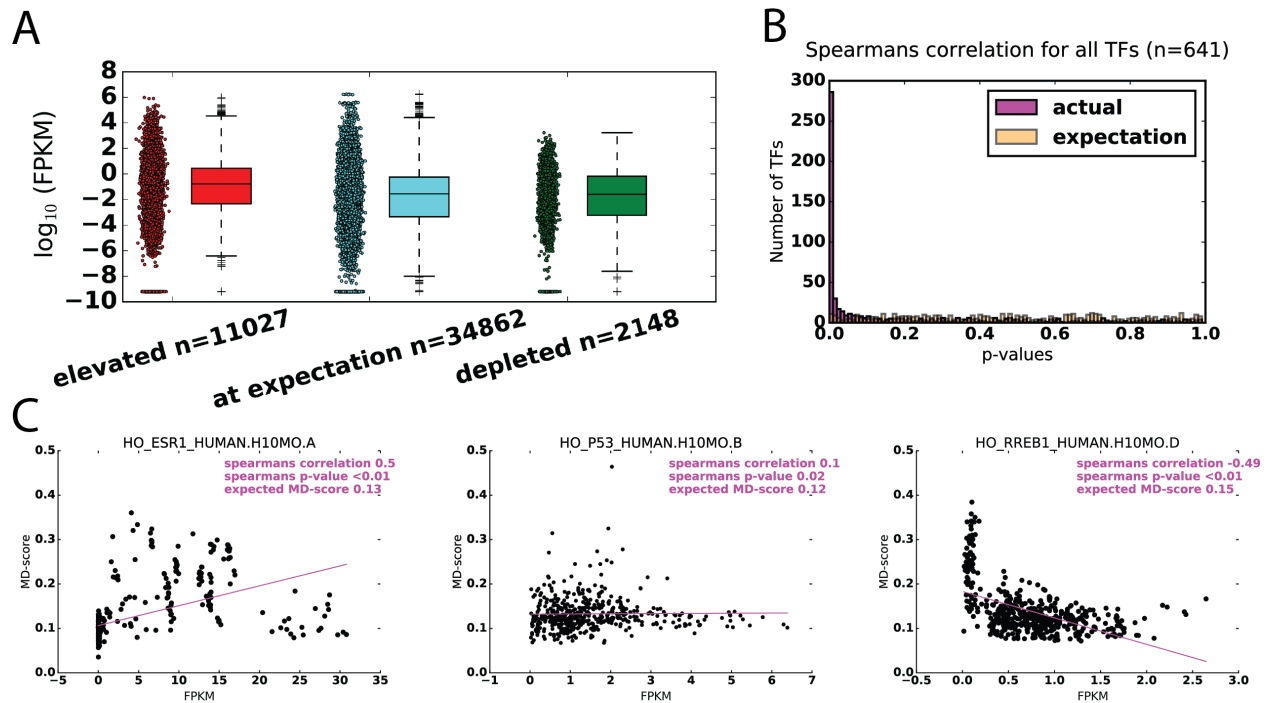 A
8
6
4
2
0
−2
−4
−6
−8
−10
log10 (FPKM)
elevated n=11027
at expectation n=34862
depleted n=2148
B
Spearmans correlation for all TFs (n=641)
300
250
200
150
100
50
0
Number of TFs
actual
expectation
0.0 0.2 0.4 0.6 0.8 1.0
p-values
C
HO_ESR1_HUMAN.H10MO.A
spearmans correlation 0.5
spearmans p-value <0.01
expected MD-score 0.13
0.5
0.4
0.3
0.2
0.1
0.0
MD-score
−5 0 5 10 15 20 25 30 35
FPKM
HO_P53_HUMAN.H10MO.B
spearmans correlation 0.1
spearmans p-value 0.02
expected MD-score 0.12
0.5
0.4
0.3
0.2
0.1
0.0
MD-score
−1 0 1 2 3 4 5 6 7
FPKM
HO_RREB1_HUMAN.H10MO.D
spearmans correlation -0.49
spearmans p-value <0.01
expected MD-score 0.15
0.5
0.4
0.3
0.2
0.1
0.0
MD-score
−0.5 0.0 0.5 1.0 1.5 2.0 2.5 3.0
FPKM